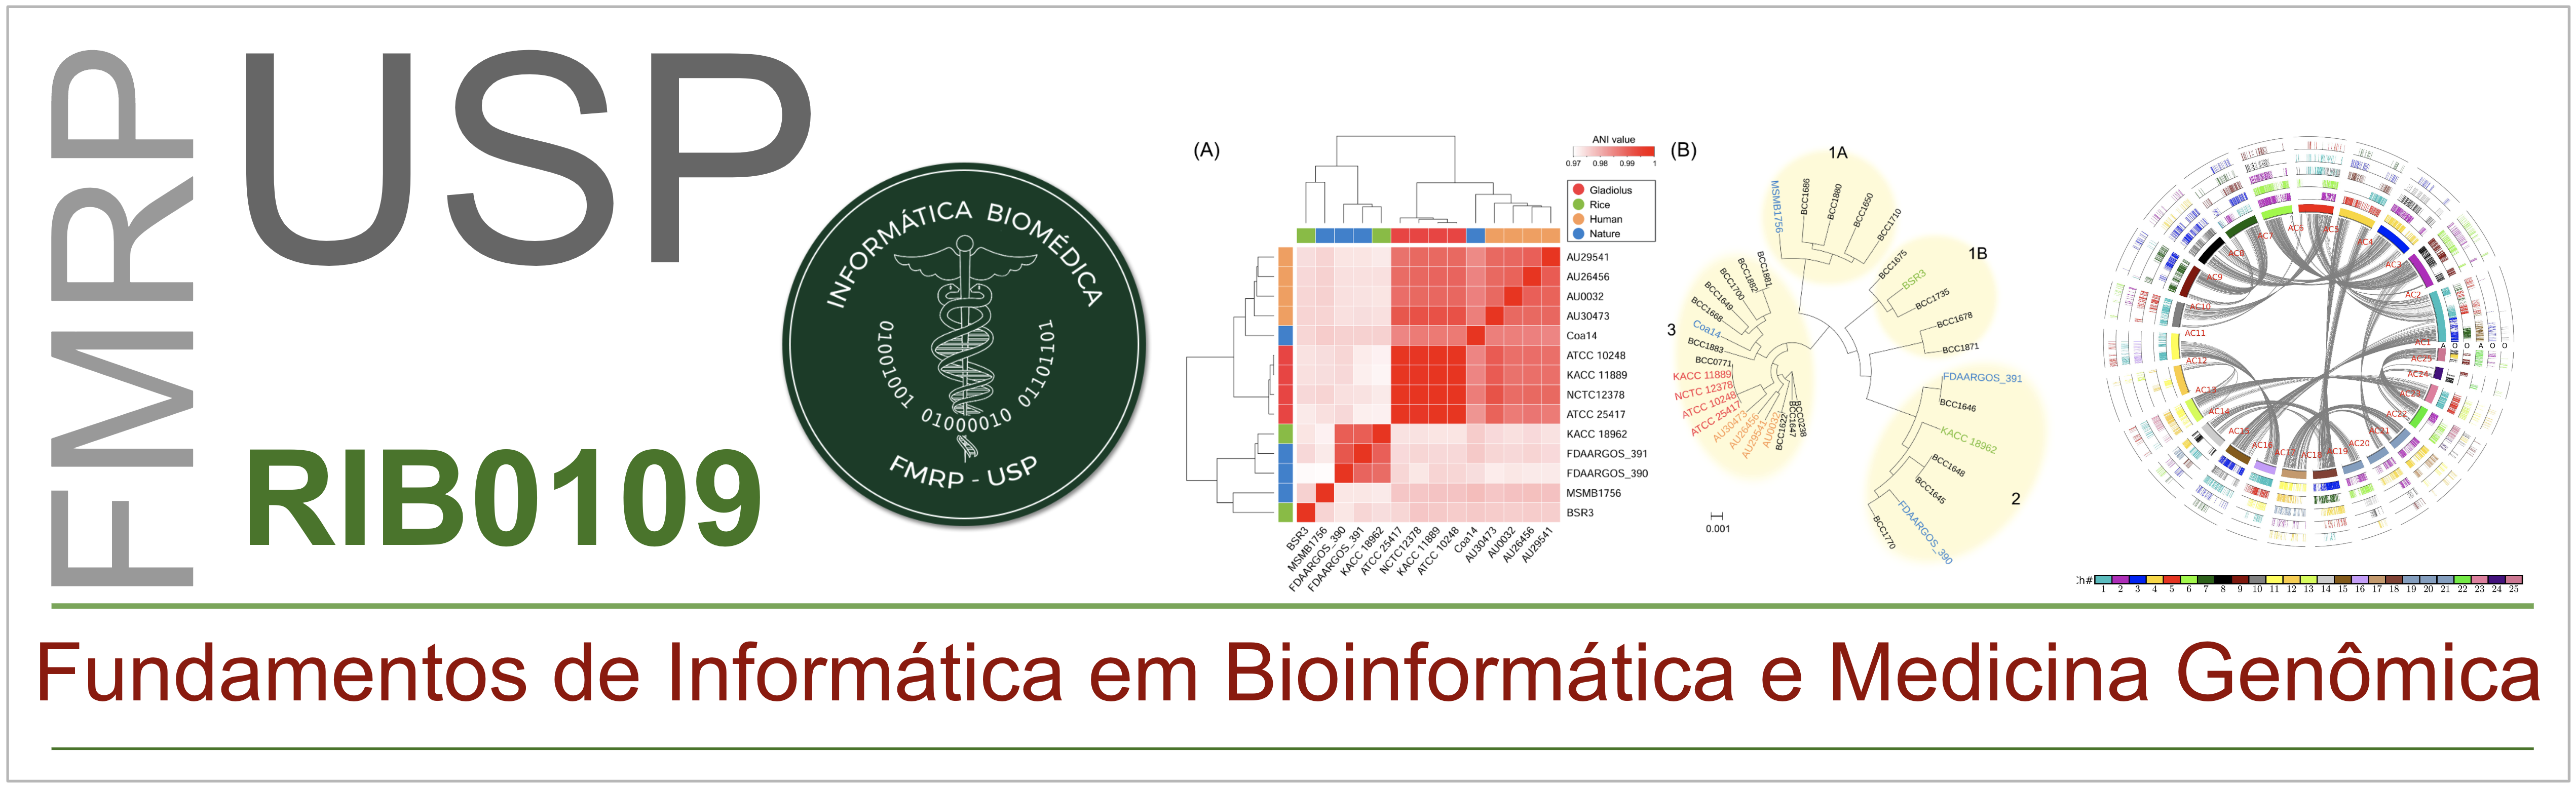 FMRP
USP
RIB0109
INFORMÁTICA BIOMÉDICA
01001001 01000010 01101101
FMRP - USP
(A)
ANI value
0.97 0.98 0.99 1
Gladiolus
Rice
Human
Nature
AU29541
AU26456
AU0032
AU30473
Coa14
ATCC 10248
KACC 11889
NCTC12378
ATCC 25417
KACC 18962
FDAARGOS_391
FDAARGOS_390
MSMB1756
BSR3
BSR3
MSMB1756
FDAARGOS_390
FDAARGOS_391
KACC 18962
ATCC 25417
NCTC12378
KACC 11889
ATCC 10248
Coa14
AU30473
AU0032
AU26456
AU29541
(B)
1A
MSMB1756
BCC1686
BCC1880
BCC1650
BCC1710
1B
BCC1675
BSR3
BCC1735
BCC1678
BCC1871
FDAARGOS_391
BCC1646
KACC 18962
BCC1648
BCC1645
2
FDAARGOS_390
BCC1770
3
BCC1881
BCC1882
BCC1700
BCC1649
BCC1668
Coa14
BCC1883
BCC0771
KACC 11889
NCTC 12378
ATCC 10248
ATCC 25417
AU30473
AU26456
AU29541
AU0032
BCC1622
BCC1647
BCC0238
0.001
AC1
AC2
AC3
AC4
AC5
AC6
AC7
AC8
AC9
AC10
AC11
AC12
AC13
AC14
AC15
AC16
AC17
AC18
AC19
AC20
AC21
AC22
AC23
AC24
AC25
A O O A O O
h#
1 2 3 4 5 6 7 8 9 10 11 12 13 14 15 16 17 18 19 20 21 22 23 24 25
Fundamentos de Informática em Bioinformática e Medicina Genômica